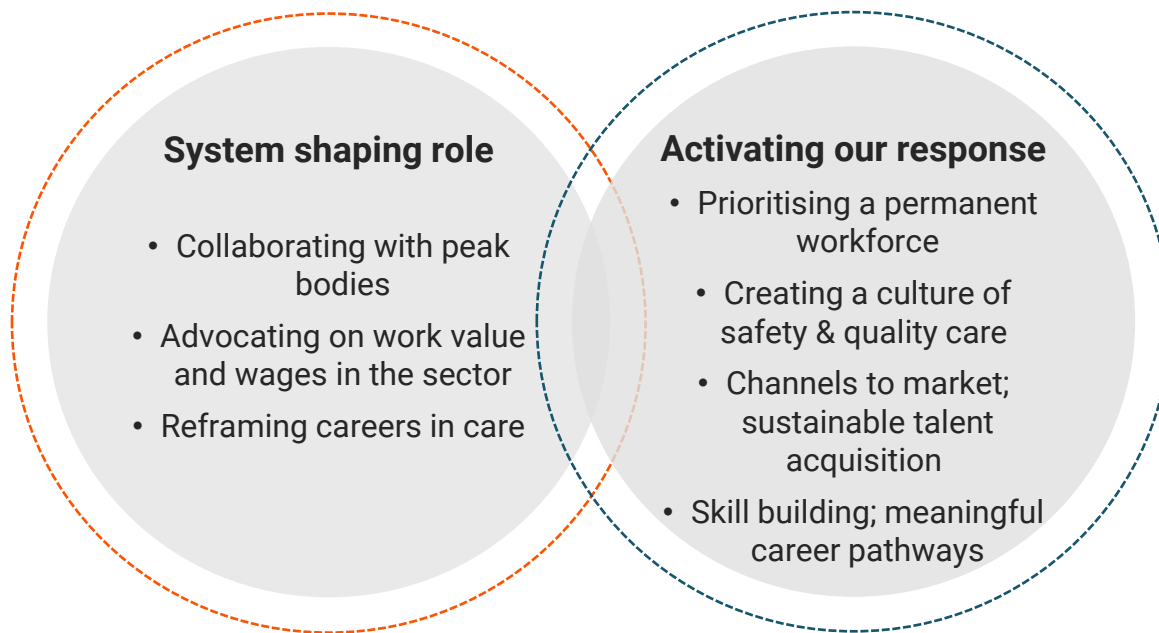 System shaping role
• Collaborating with peak
bodies
• Advocating on work value
and wages in the sector
• Reframing careers in care
Activating our response
• Prioritising a permanent
workforce
• Creating a culture of
safety & quality care
• Channels to market;
sustainable talent
acquisition
• Skill building; meaningful
career pathways